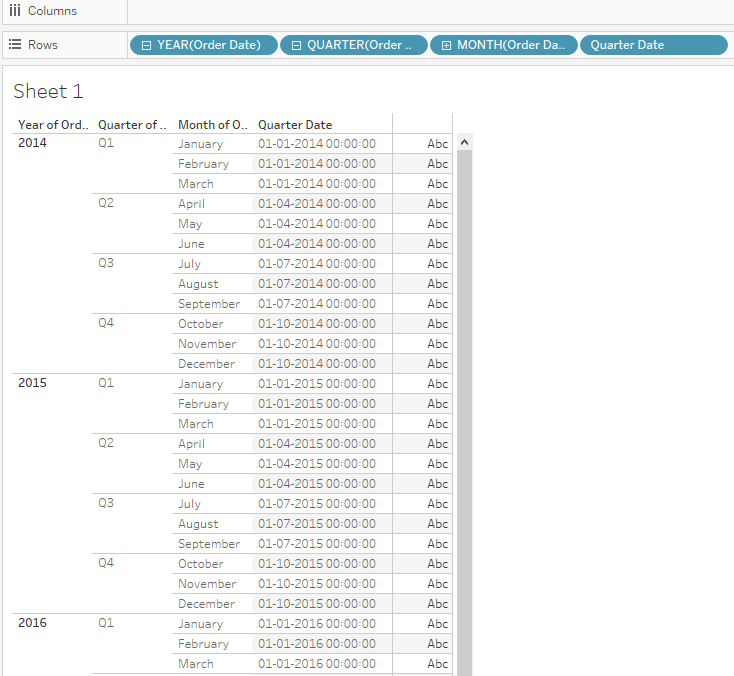 Columns
Rows YEAR(Order Date) QUARTER(Order .. MONTH(Order Da.. Quarter Date
Sheet 1
Year of Ord.. Quarter of .. Month of O.. Quarter Date
2014 Q1 January 01-01-2014 00:00:00 Abc
February 01-01-2014 00:00:00 Abc
March 01-01-2014 00:00:00 Abc
Q2 April 01-04-2014 00:00:00 Abc
May 01-04-2014 00:00:00 Abc
June 01-04-2014 00:00:00 Abc
Q3 July 01-07-2014 00:00:00 Abc
August 01-07-2014 00:00:00 Abc
September 01-07-2014 00:00:00 Abc
Q4 October 01-10-2014 00:00:00 Abc
November 01-10-2014 00:00:00 Abc
December 01-10-2014 00:00:00 Abc
2015 Q1 January 01-01-2015 00:00:00 Abc
February 01-01-2015 00:00:00 Abc
March 01-01-2015 00:00:00 Abc
Q2 April 01-04-2015 00:00:00 Abc
May 01-04-2015 00:00:00 Abc
June 01-04-2015 00:00:00 Abc
Q3 July 01-07-2015 00:00:00 Abc
August 01-07-2015 00:00:00 Abc
September 01-07-2015 00:00:00 Abc
Q4 October 01-10-2015 00:00:00 Abc
November 01-10-2015 00:00:00 Abc
December 01-10-2015 00:00:00 Abc
2016 Q1 January 01-01-2016 00:00:00 Abc
February 01-01-2016 00:00:00 Abc
March 01-01-2016 00:00:00 Abc